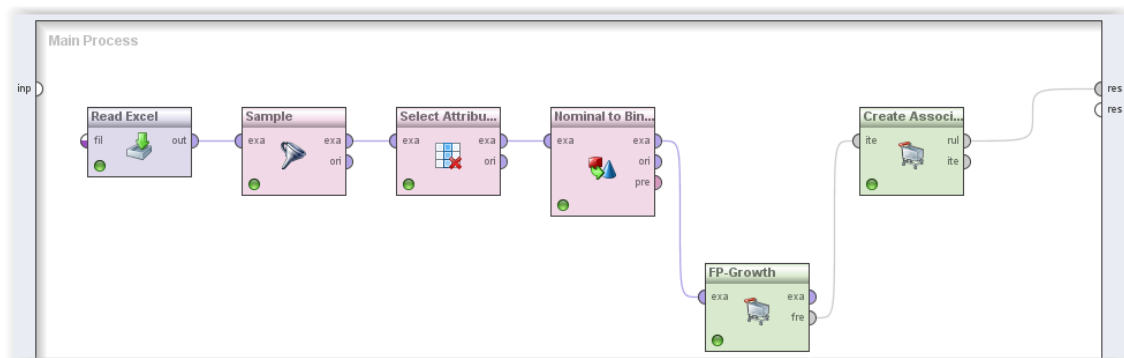 Main Process
inp
res
res
Read Excel
fil
out
Sample
exa
exa
ori
Select Attribu...
exa
exa
ori
Nominal to Bin...
exa
exa
ori
pre
Create Associ...
ite
rul
ite
FP-Growth
exa
exa
fre